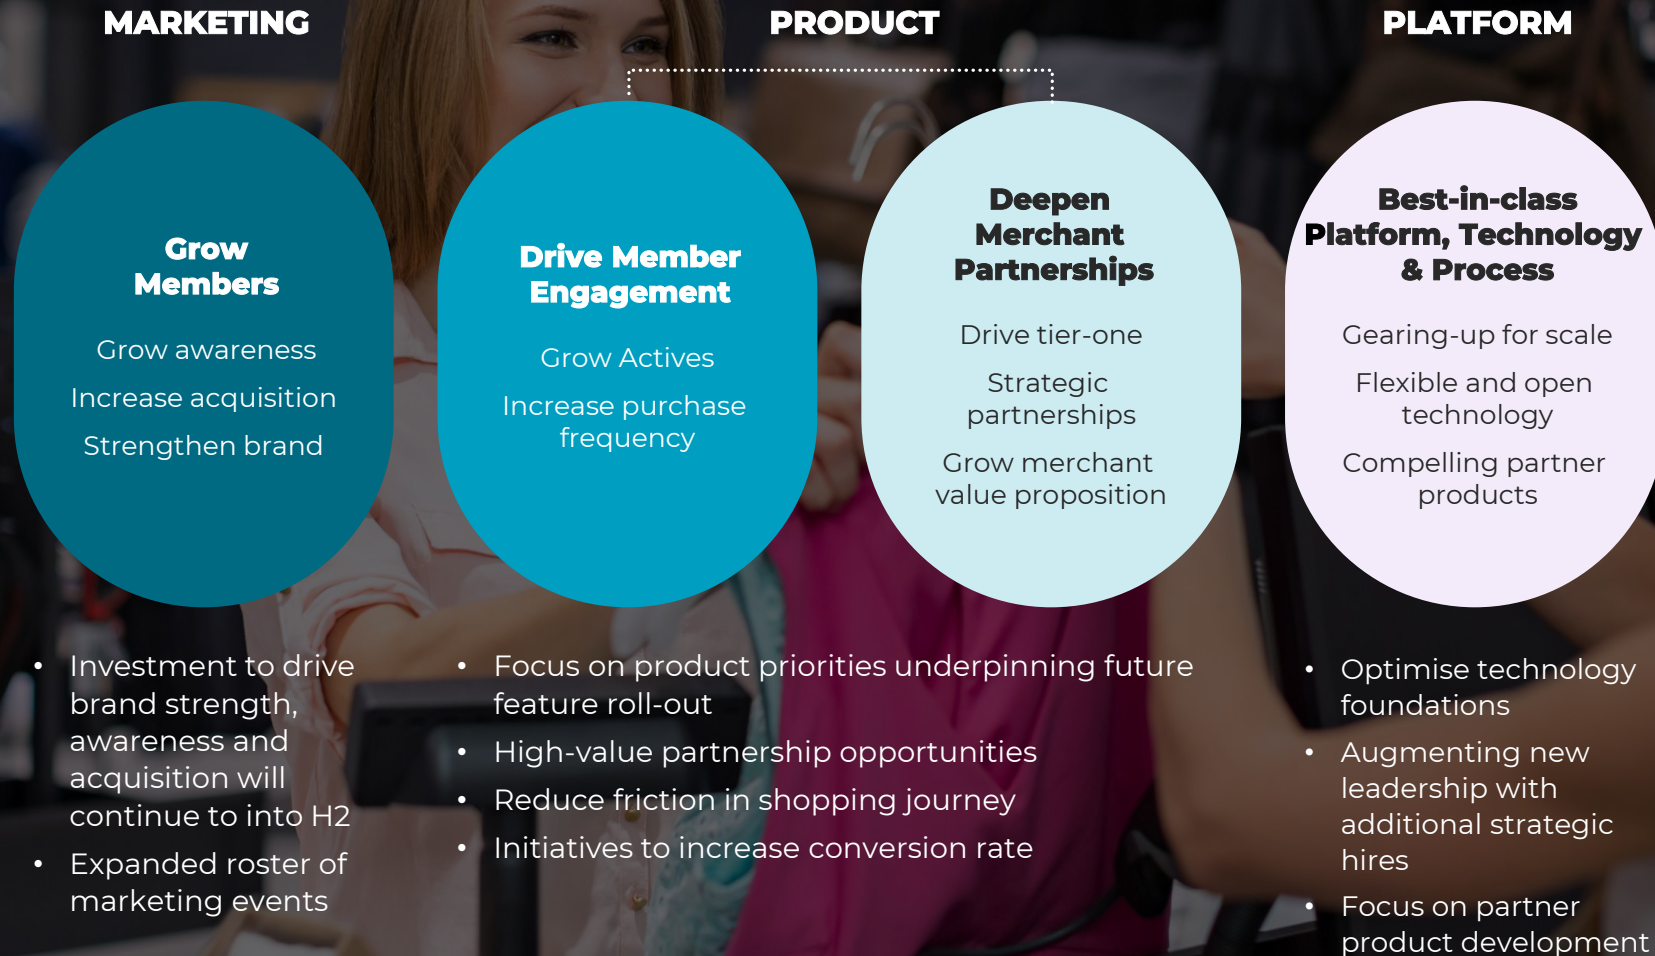 MARKETING
PRODUCT
PLATFORM
Grow
Members
Grow awareness
Increase acquisition
Strengthen brand
Drive Member
Engagement
Grow Actives
Increase purchase
frequency
Deepen
Merchant
Partnerships
Drive tier-one
Strategic
partnerships
Grow merchant
value proposition
Best-in-class
Platform, Technology
& Process
Gearing-up for scale
Flexible and open
technology
Compelling partner
products
• Investment to drive
brand strength,
awareness and
acquisition will
continue to into H2
• Expanded roster of
marketing events
• Focus on product priorities underpinning future
feature roll-out
• High-value partnership opportunities
• Reduce friction in shopping journey
• Initiatives to increase conversion rate
• Optimise technology
foundations
• Augmenting new
leadership with
additional strategic
hires
• Focus on partner
product development